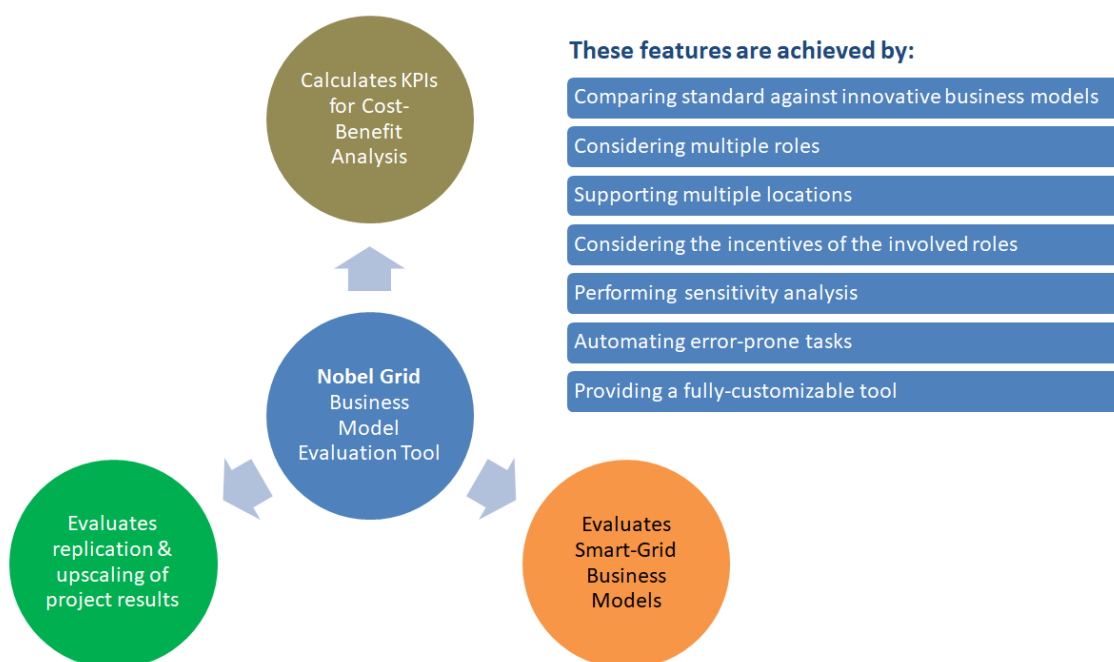 Calculates KPIs
for Cost-
Benefit
Analysis
Nobel Grid
Business
Model
Evaluation Tool
Evaluates
replication &
upscaling of
project results
Evaluates
Smart-Grid
Business
Models
These features are achieved by:
Comparing standard against innovative business models
Considering multiple roles
Supporting multiple locations
Considering the incentives of the involved roles
Performing sensitivity analysis
Automating error-prone tasks
Providing a fully-customizable tool